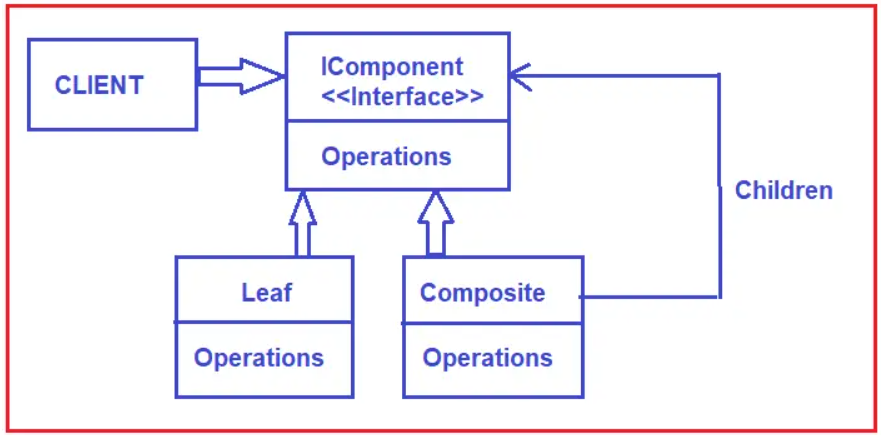 CLIENT
IComponent
<<Interface>>
Operations
Children
Leaf
Composite
Operations
Operations